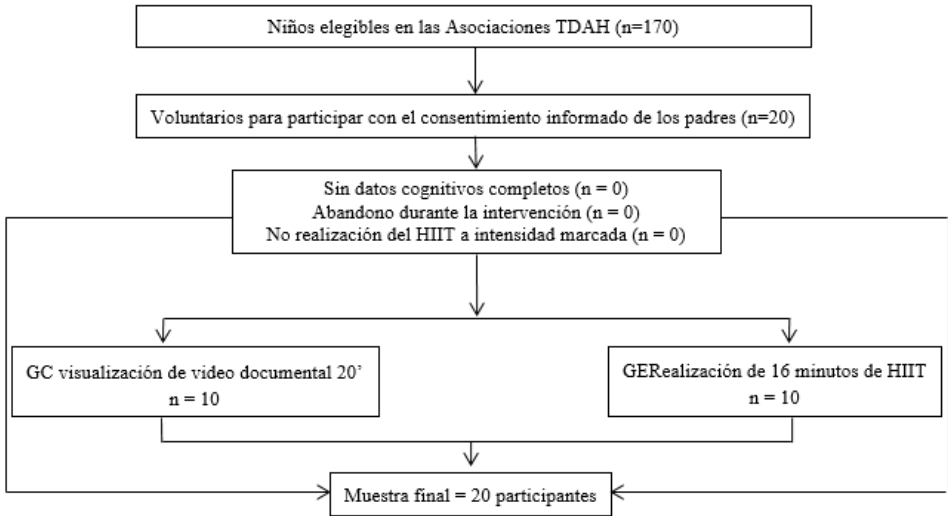 Niños elegibles en las Asociaciones TDAH (n=170)
Voluntarios para participar con el consentimiento informado de los padres (n=20)
Sin datos cognitivos completos (n = 0)
Abandono durante la intervención (n = 0)
No realización del HIIT a intensidad marcada (n = 0)
GC visualización de video documental 20’
n = 10
GERealización de 16 minutos de HIIT
n = 10
Muestra final = 20 participantes